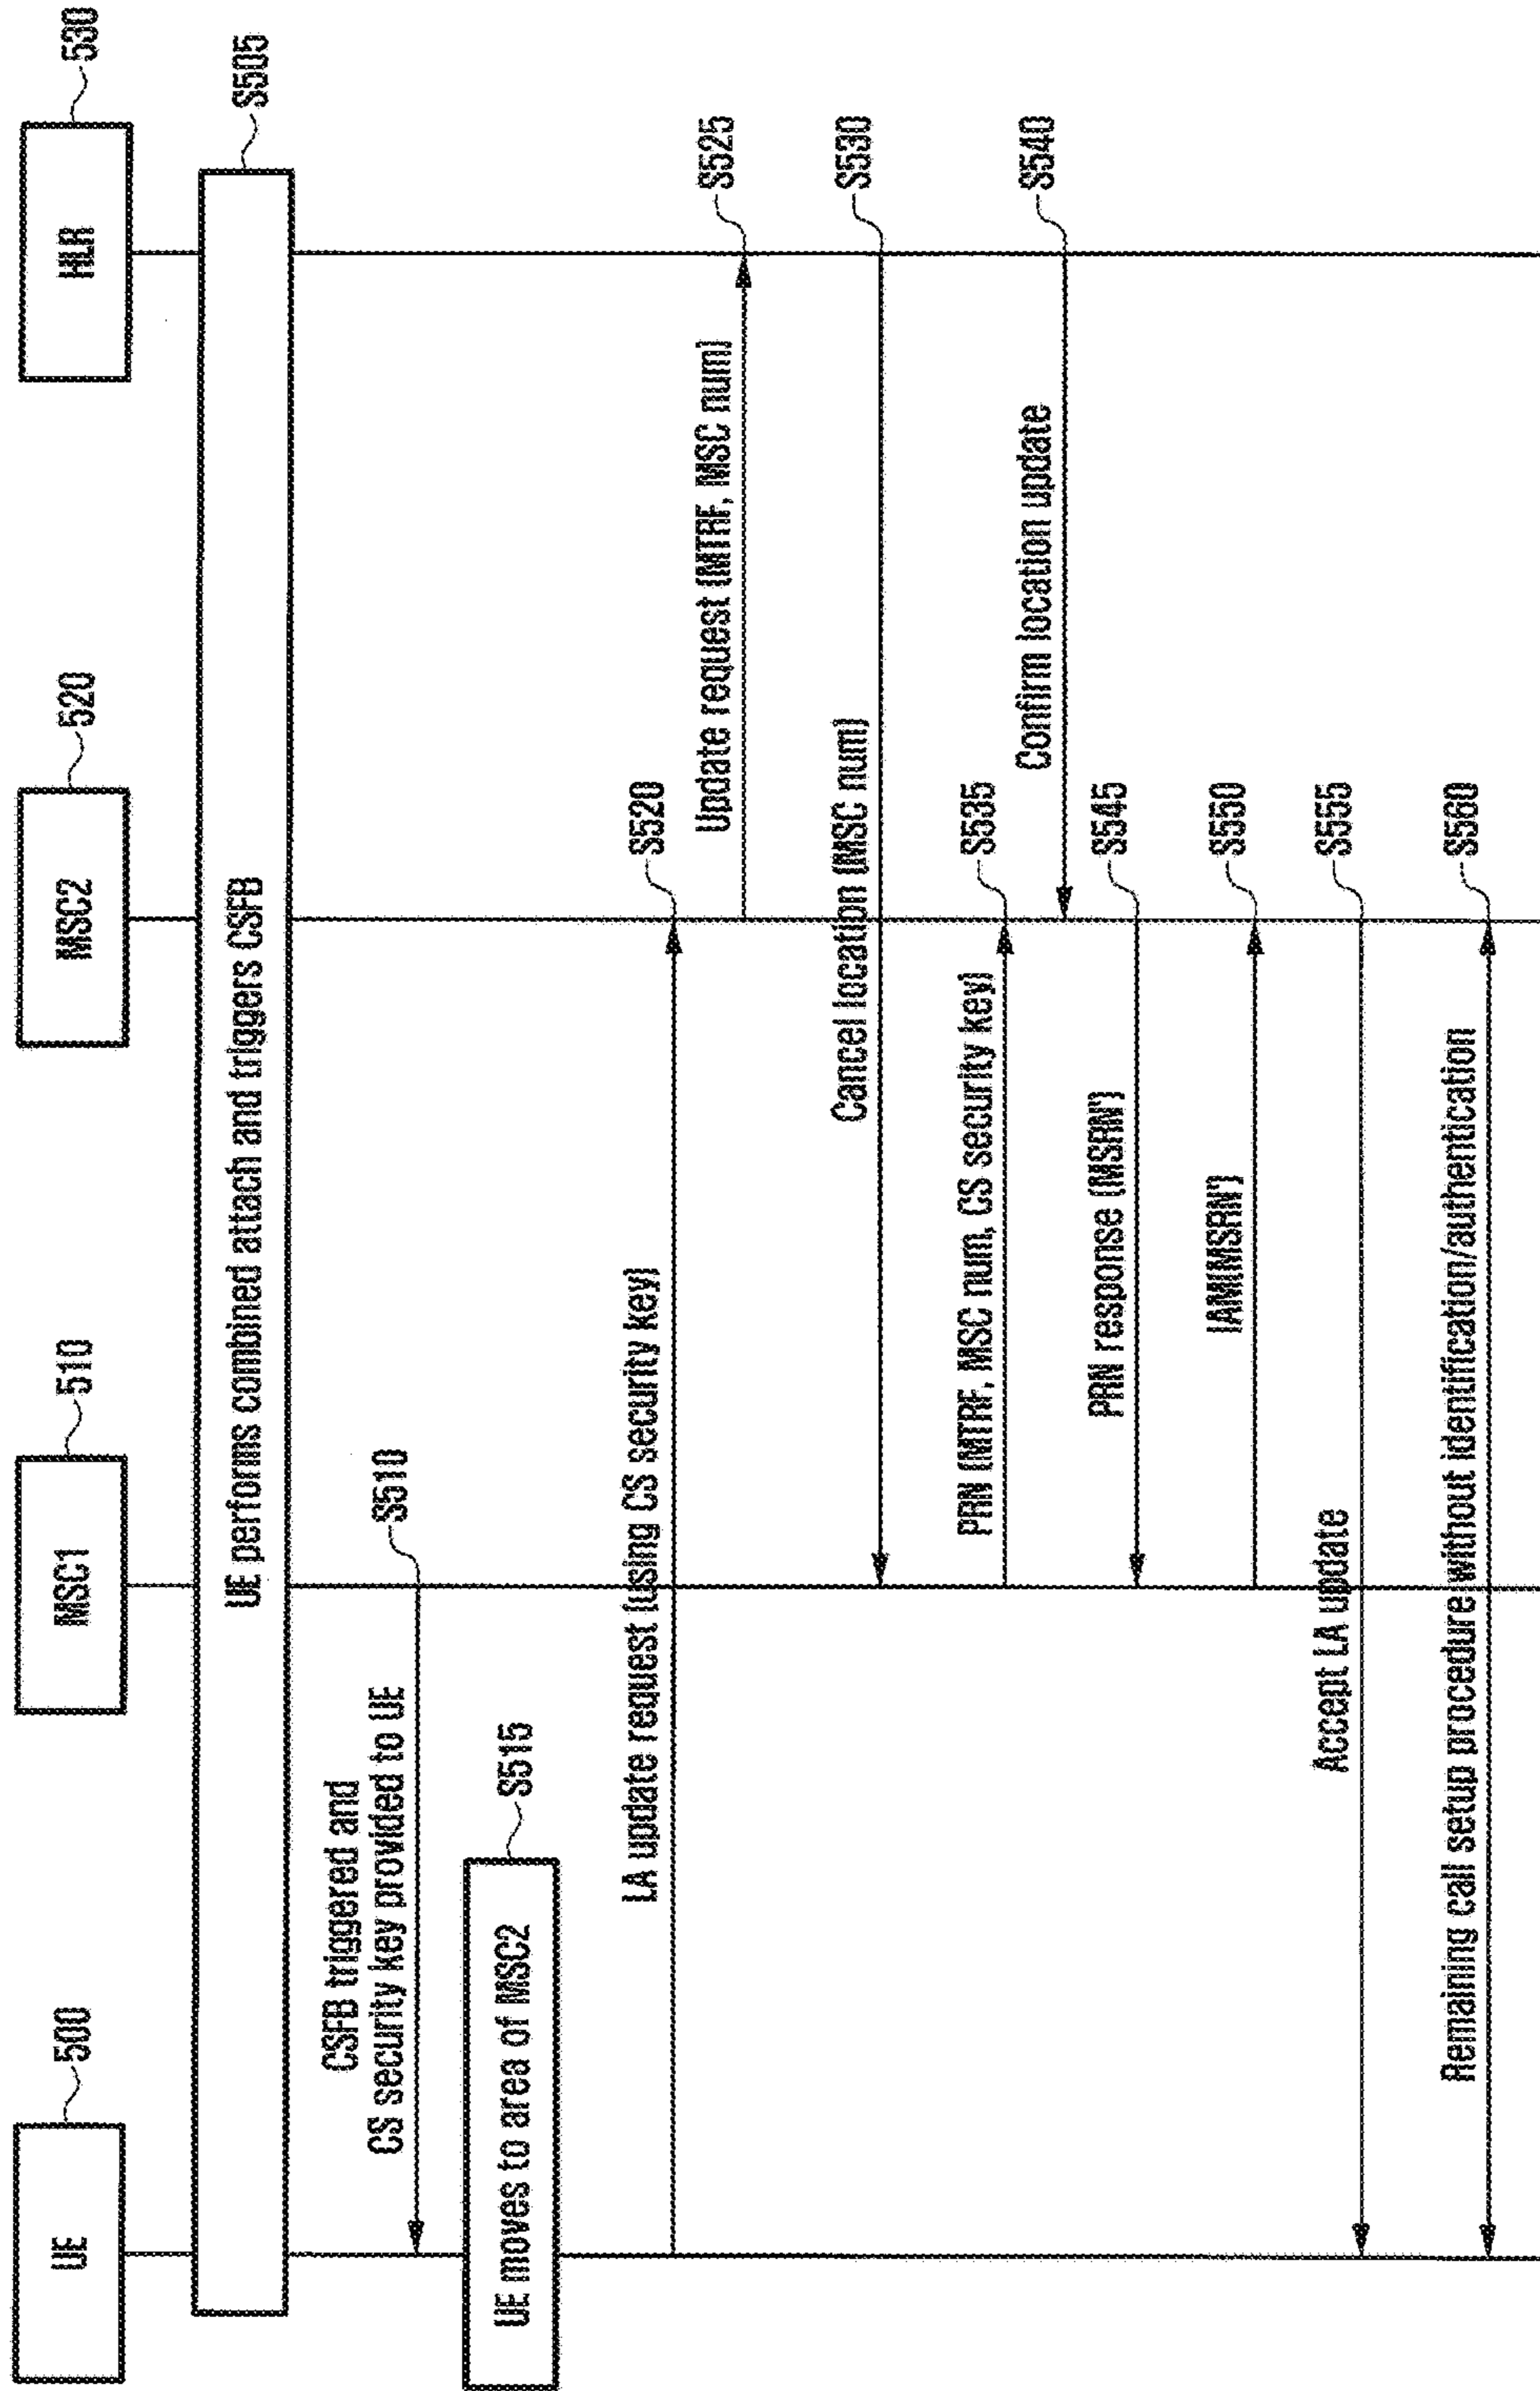 UE
500
MSC1
510
MSC2
520
HLR
530
UE performs combined attach and triggers CSFB
S505
CSFB triggered and
CS security key provided to UE
S510
UE moves to area of MSC2
S515
LA update request (using CS security key)
S520
Update request (MTRF, MSC num)
S525
Cancel location (MSC num)
S530
PRN (MTRF, MSC num, CS security key)
S535
Confirm location update
S540
PRN response (MSRN')
S545
IAM(MSRN')
S550
Accept LA update
S555
Remaining call setup procedure without identification/authentication
S560